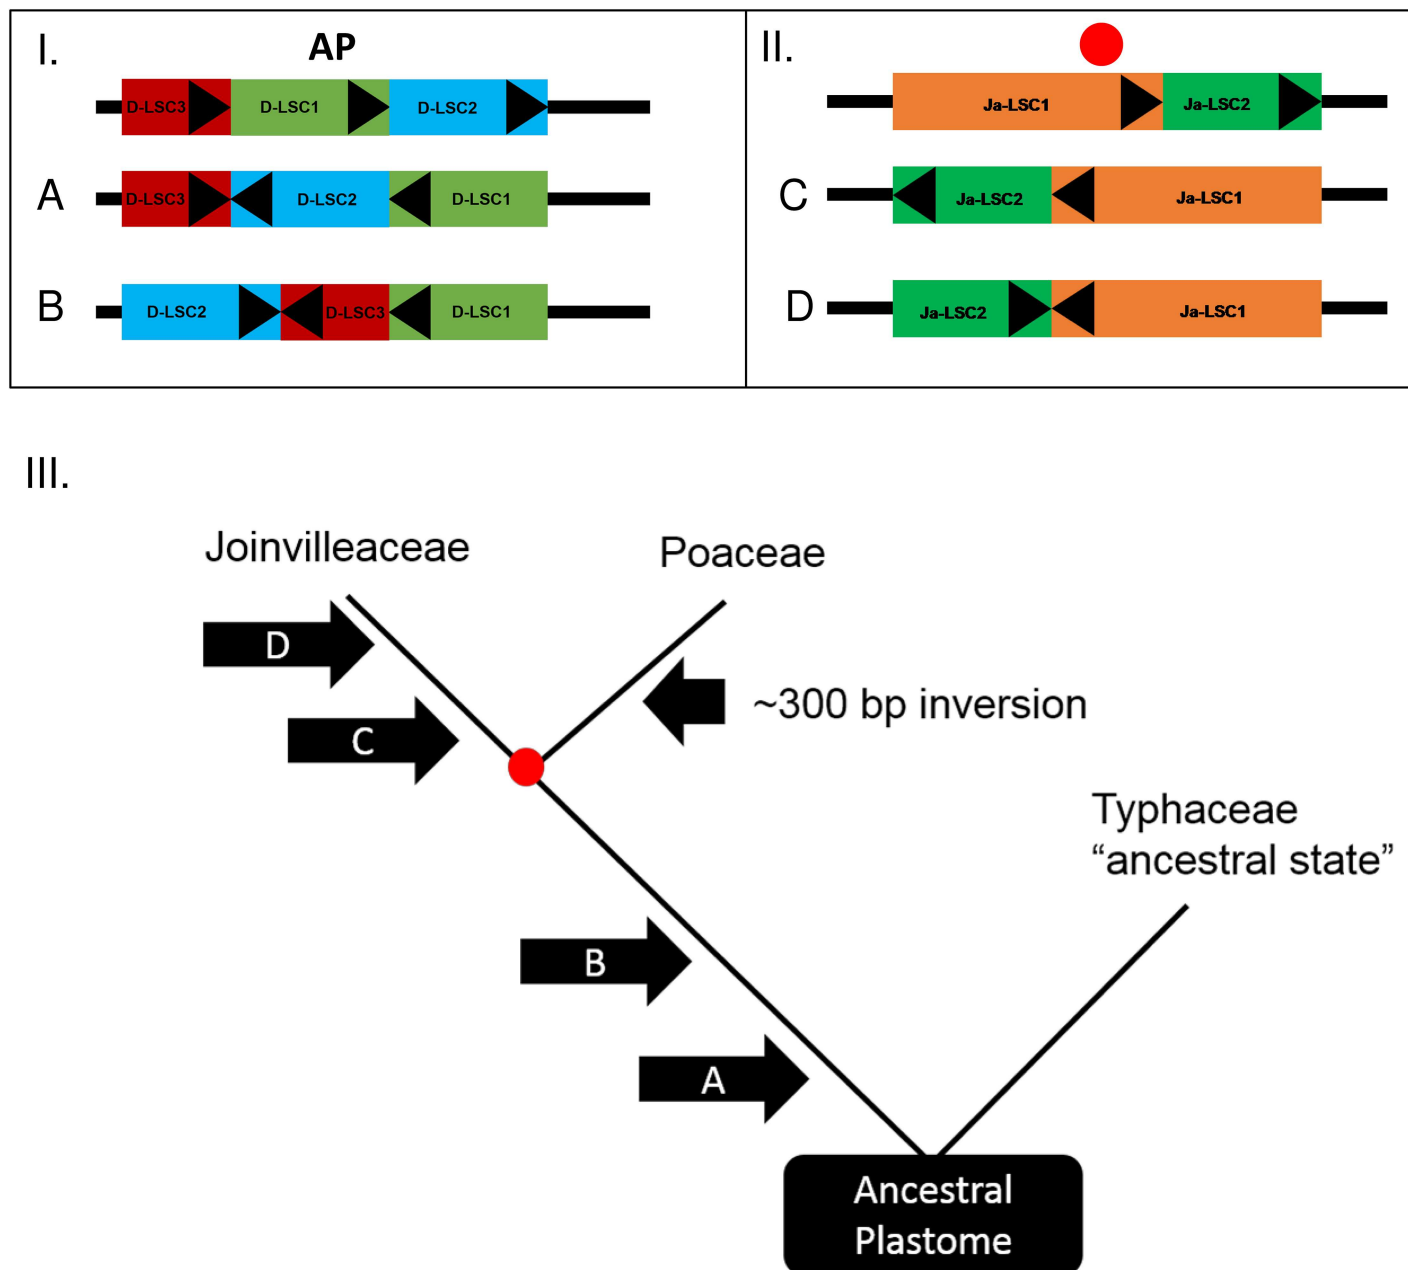 I.
AP
D-LSC3 D-LSC1 D-LSC2
A
D-LSC3 D-LSC2 D-LSC1
B
D-LSC2 D-LSC3 D-LSC1
II.
Ja-LSC1 Ja-LSC2
C
Ja-LSC2 Ja-LSC1
D
Ja-LSC2 Ja-LSC1
III.
Joinvilleaceae
Poaceae
D
~300 bp inversion
C
Typhaceae
“ancestral state”
B
A
Ancestral
Plastome